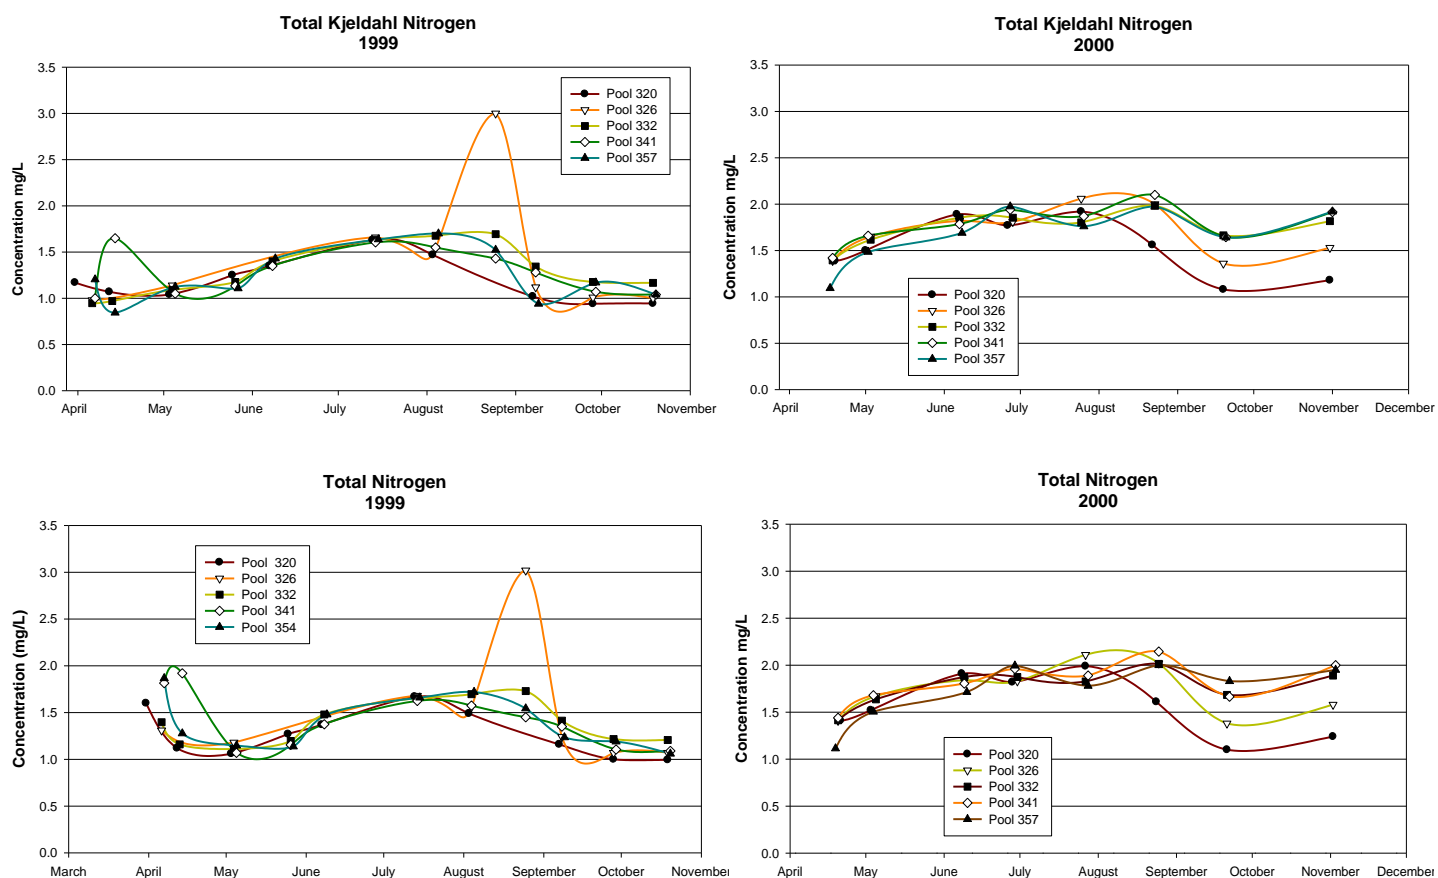 Total Kjeldahl Nitrogen
1999
Concentration mg/L
3.5
3.0
2.5
2.0
1.5
1.0
0.5
0.0
Pool 320
Pool 326
Pool 332
Pool 341
Pool 357
April May June July August September October November
Total Kjeldahl Nitrogen
2000
Concentration mg/L
3.5
3.0
2.5
2.0
1.5
1.0
0.5
0.0
Pool 320
Pool 326
Pool 332
Pool 341
Pool 357
April May June July August September October November December
Total Nitrogen
1999
Concentration (mg/L)
3.5
3.0
2.5
2.0
1.5
1.0
0.5
0.0
Pool 320
Pool 326
Pool 332
Pool 341
Pool 354
March April May June July August September October November
Total Nitrogen
2000
Concentration mg/L
3.5
3.0
2.5
2.0
1.5
1.0
0.5
0.0
Pool 320
Pool 326
Pool 332
Pool 341
Pool 357
April May June July August September October November December